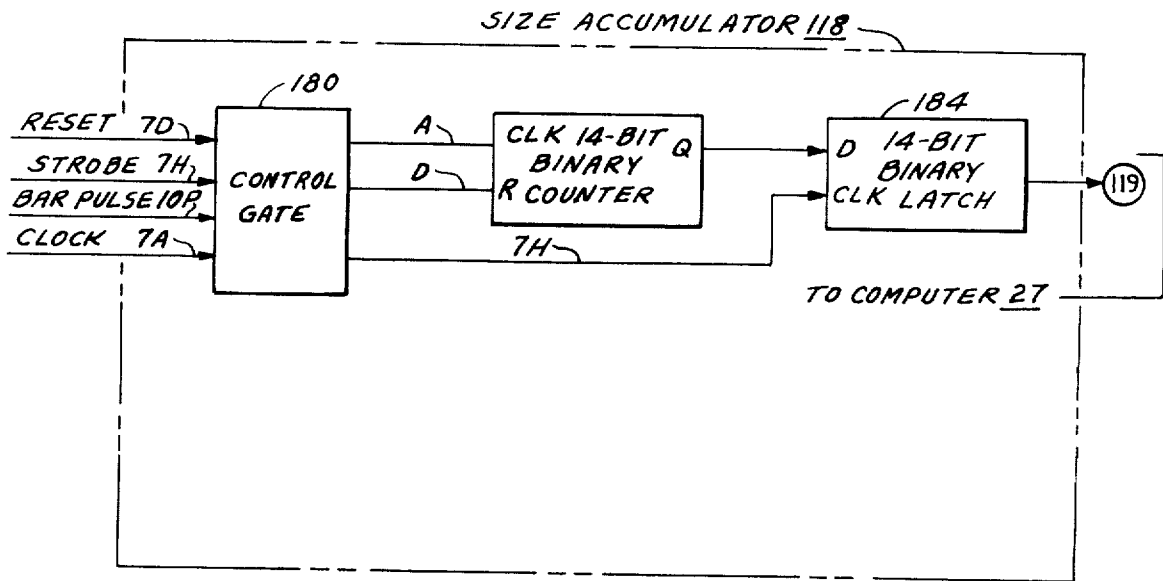 SIZE ACCUMULATOR 118
180
RESET 7D
STROBE 7H
BAR PULSE 10P
CLOCK 7A
CONTROL
GATE
A
D
7H
CLK 14-BIT Q
BINARY
R COUNTER
184
D 14-BIT
BINARY
CLK LATCH
119
TO COMPUTER 27